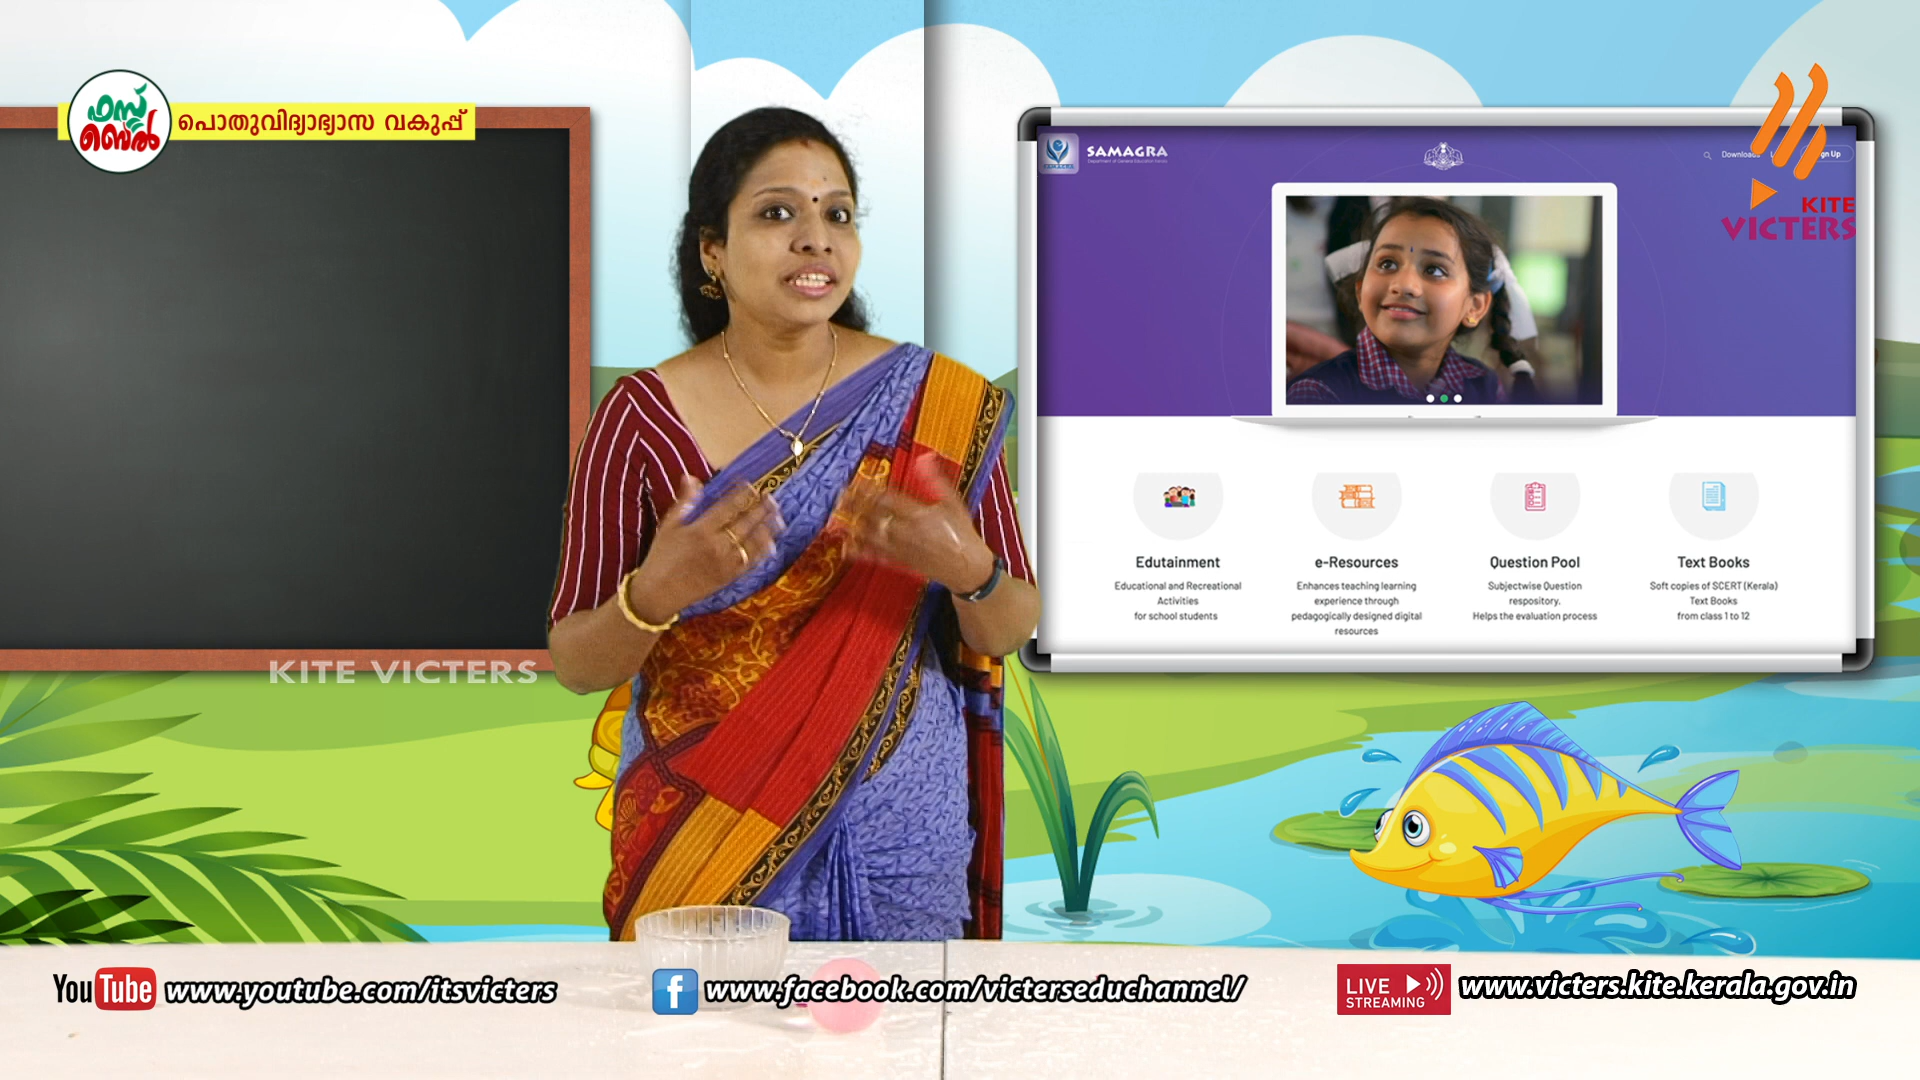 ഫസ്റ്റ്
ബെൽ
പൊതുവിദ്യാഭ്യാസ വകുപ്പ്
SAMAGRA
Downloads
Sign Up
KITE
VICTERS
Edutainment
Educational and Recreational
Activities
for school students
e-Resources
Enhances teaching learning
experience through
pedagogically designed digital
resources
Question Pool
Subjectwise Question
respository.
Helps the evaluation process
Text Books
Soft copies of SCERT (Kerala)
Text Books
from class 1 to 12
KITE VICTERS
YouTube www.youtube.com/itsvicters
f www.facebook.com/victerseduchannel/
LIVE
STREAMING
www.victers.kite.kerala.gov.in